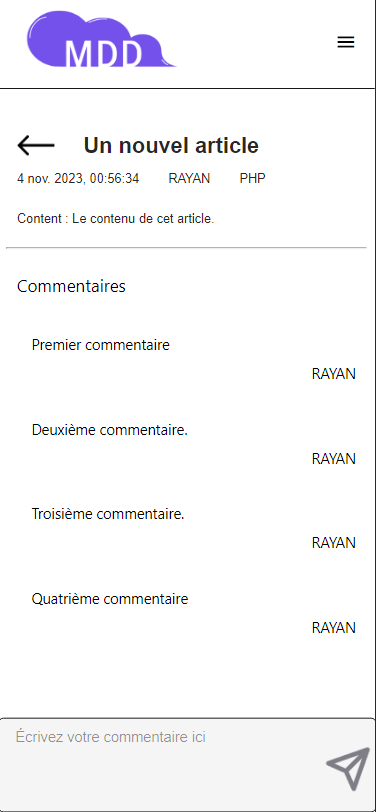 MDD
Un nouvel article
4 nov. 2023, 00:56:34 RAYAN PHP
Content : Le contenu de cet article.
Commentaires
Premier commentaire
RAYAN
Deuxième commentaire.
RAYAN
Troisième commentaire.
RAYAN
Quatrième commentaire
RAYAN
Écrivez votre commentaire ici